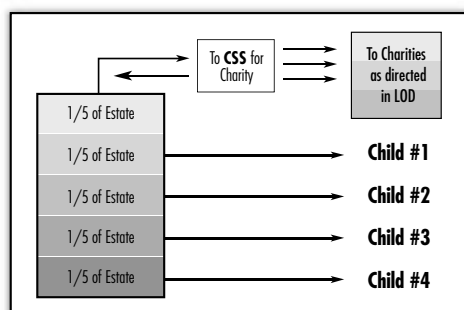 To CSS for
Charity
To Charities
as directed
in LOD
1/5 of Estate
1/5 of Estate
Child #1
1/5 of Estate
Child #2
1/5 of Estate
Child #3
1/5 of Estate
Child #4